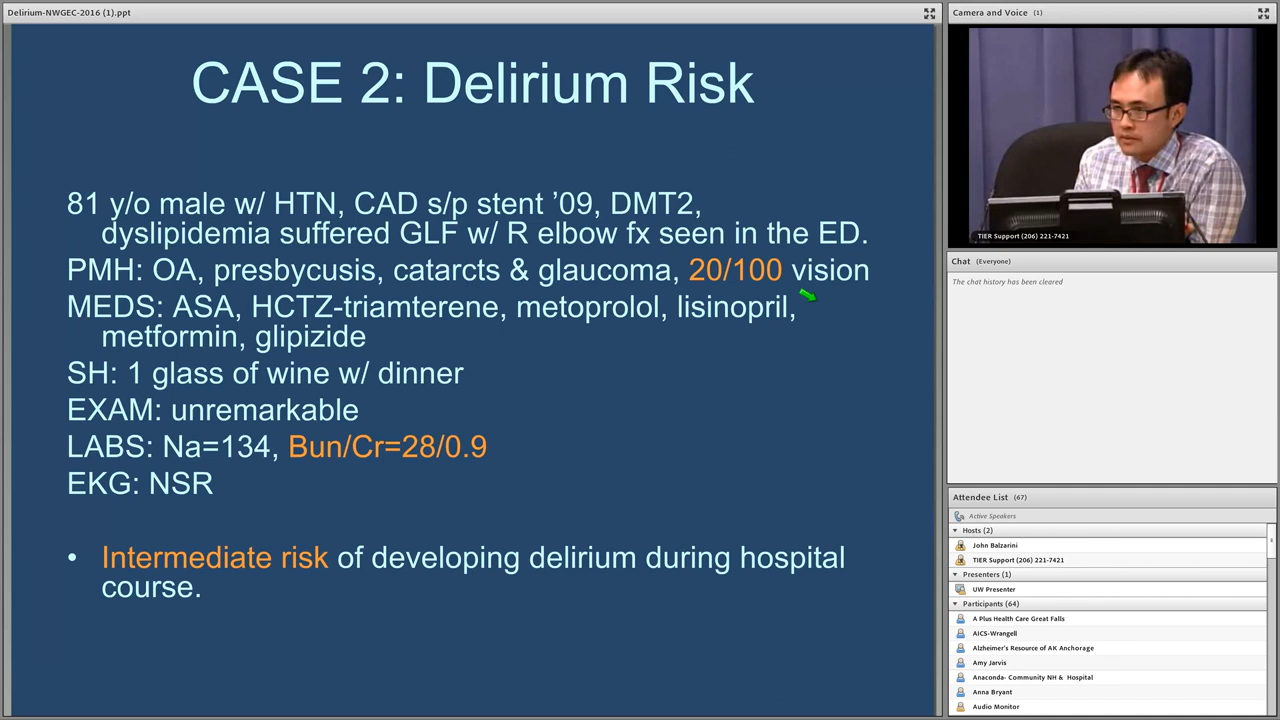 Delirium-NWGEC-2016 (1).ppt
CASE 2: Delirium Risk
81 y/o male w/ HTN, CAD s/p stent ’09, DMT2,
dyslipidemia suffered GLF w/ R elbow fx seen in the ED.
PMH: OA, presbycusis, catarcts & glaucoma, 20/100 vision
MEDS: ASA, HCTZ-triamterene, metoprolol, lisinopril,
metformin, glipizide
SH: 1 glass of wine w/ dinner
EXAM: unremarkable
LABS: Na=134, Bun/Cr=28/0.9
EKG: NSR
• Intermediate risk of developing delirium during hospital
course.
Camera and Voice (1)
TIER Support (206) 221-7421
Chat (Everyone)
The chat history has been cleared
Attendee List (67)
Active Speakers
Hosts (2)
John Balzarini
TIER Support (206) 221-7421
Presenters (1)
UW Presenter
Participants (64)
A Plus Health Care Great Falls
AICS-Wrangell
Alzheimer's Resource of AK Anchorage
Amy Jarvis
Anaconda- Community NH & Hospital
Anna Bryant
Audio Monitor